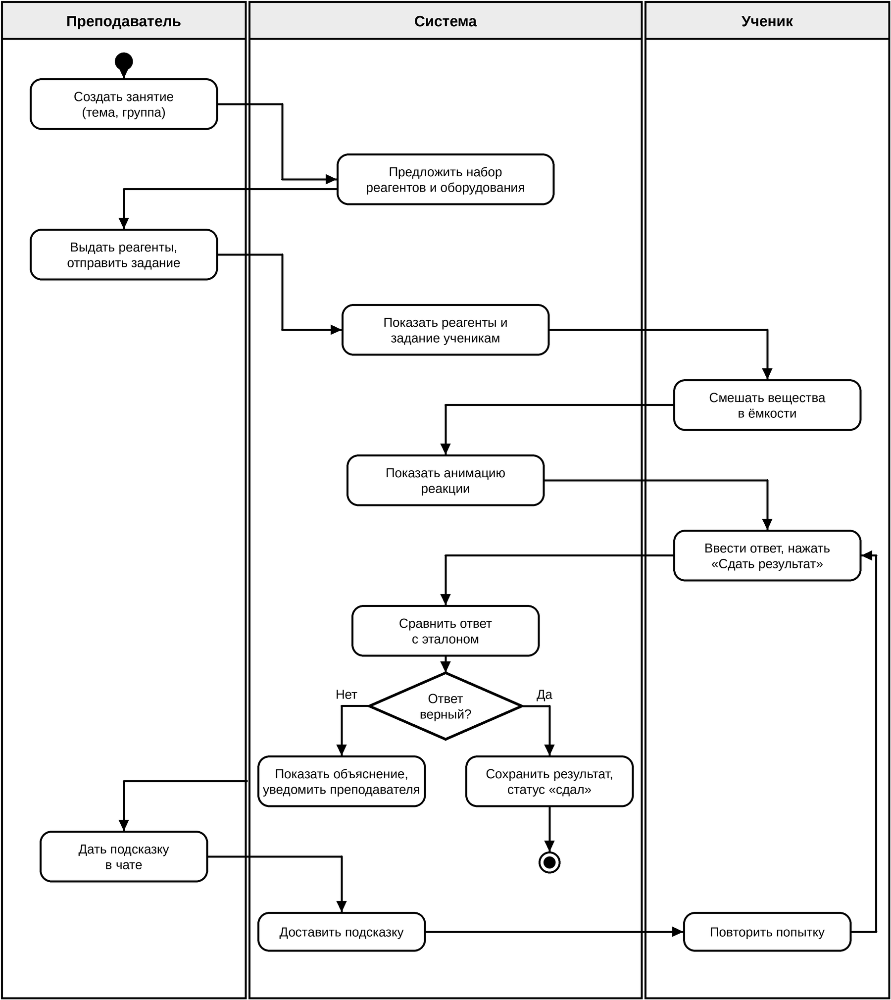 Преподаватель
Система
Ученик
Создать занятие
(тема, группа)
Предложить набор
реагентов и оборудования
Выдать реагенты,
отправить задание
Показать реагенты и
задание ученикам
Смешать вещества
в ёмкости
Показать анимацию
реакции
Ввести ответ, нажать
«Сдать результат»
Сравнить ответ
с эталоном
Нет
Ответ
верный?
Да
Показать объяснение,
уведомить преподавателя
Сохранить результат,
статус «сдал»
Дать подсказку
в чате
Доставить подсказку
Повторить попытку